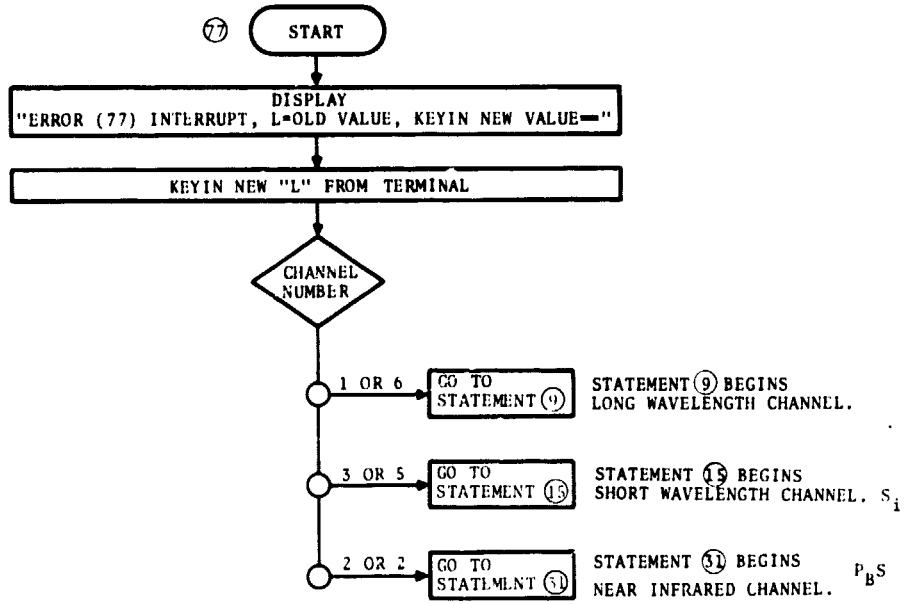 77 START
DISPLAY
"ERROR (77) INTERRUPT, L=OLD VALUE, KEYIN NEW VALUE="
KEYIN NEW "L" FROM TERMINAL
CHANNEL
NUMBER
1 OR 6
GO TO
STATEMENT 9
STATEMENT 9 BEGINS
LONG WAVELENGTH CHANNEL.
3 OR 5
GO TO
STATEMENT 15
STATEMENT 15 BEGINS
SHORT WAVELENGTH CHANNEL. Si
2 OR 2
GO TO
STATEMENT 31
STATEMENT 31 BEGINS
NEAR INFRARED CHANNEL. PBS